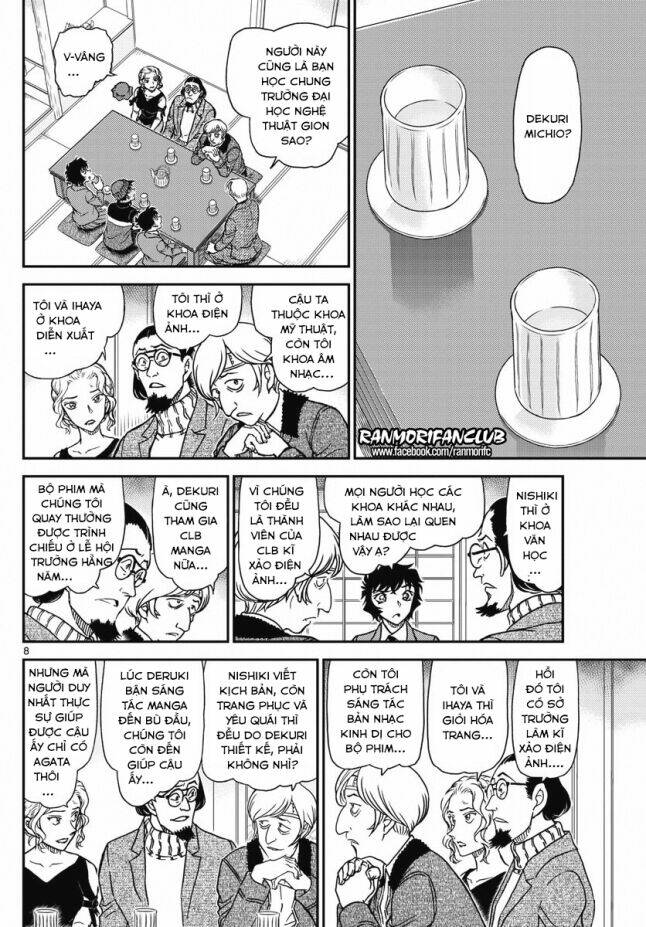 DEKURI
MICHIO?
NGƯỜI NÀY
CŨNG LÀ BẠN
HỌC CHUNG
TRƯỜNG ĐẠI
HỌC NGHỆ
THUẬT GION
SAO?
V-VÂNG
...
RANMORIFANCLUB
www.facebook.com/ranmorifc
CẬU TA
THUỘC KHOA
MỸ THUẬT,
CÒN TÔI
KHOA ÂM
NHẠC...
TÔI THÌ Ở
KHOA ĐIỆN
ẢNH...
TÔI VÀ IHAYA
Ở KHOA
DIỄN XUẤT
...
NISHIKI
THÌ Ở
KHOA
VĂN
HỌC...
MỌI NGƯỜI HỌC CÁC
KHOA KHÁC NHAU,
LÀM SAO LẠI QUEN
NHAU ĐƯỢC
VẬY Ạ?
VÌ CHÚNG
TÔI ĐỀU
LÀ THÀNH
VIÊN CỦA
CLB KĨ
XẢO ĐIỆN
ẢNH...
À, DEKURI
CŨNG
THAM GIA
CLB
MANGA
NỮA...
BỘ PHIM MÀ
CHÚNG TÔI
QUAY THƯỜNG
ĐƯỢC TRÌNH
CHIẾU Ở LỄ HỘI
TRƯỜNG HẰNG
NĂM...
8
HỒI
ĐÓ TÔI
CÓ SỞ
TRƯỜNG
LÀM KĨ
XẢO ĐIỆN
ẢNH...
TÔI VÀ
IHAYA THÌ
GIỎI HÓA
TRANG...
CÒN TÔI
PHỤ TRÁCH
SÁNG TÁC
BẢN NHẠC
KINH DỊ CHO
BỘ PHIM...
NISHIKI VIẾT
KỊCH BẢN, CÒN
TRANG PHỤC VÀ
YÊU QUÁI THÌ
ĐỀU DO DEKURI
THIẾT KẾ, PHẢI
KHÔNG NHỈ?
LÚC DERUKI
BẬN SÁNG
TÁC MANGA
ĐẾN BÙ ĐẦU,
CHÚNG TÔI
CÒN ĐẾN
GIÚP CẬU
ẤY...
NHƯNG MÀ
NGƯỜI DUY
NHẤT THỰC
SỰ GIÚP
ĐƯỢC CẬU
ẤY CHỈ CÓ
AGATA
THÔI
...